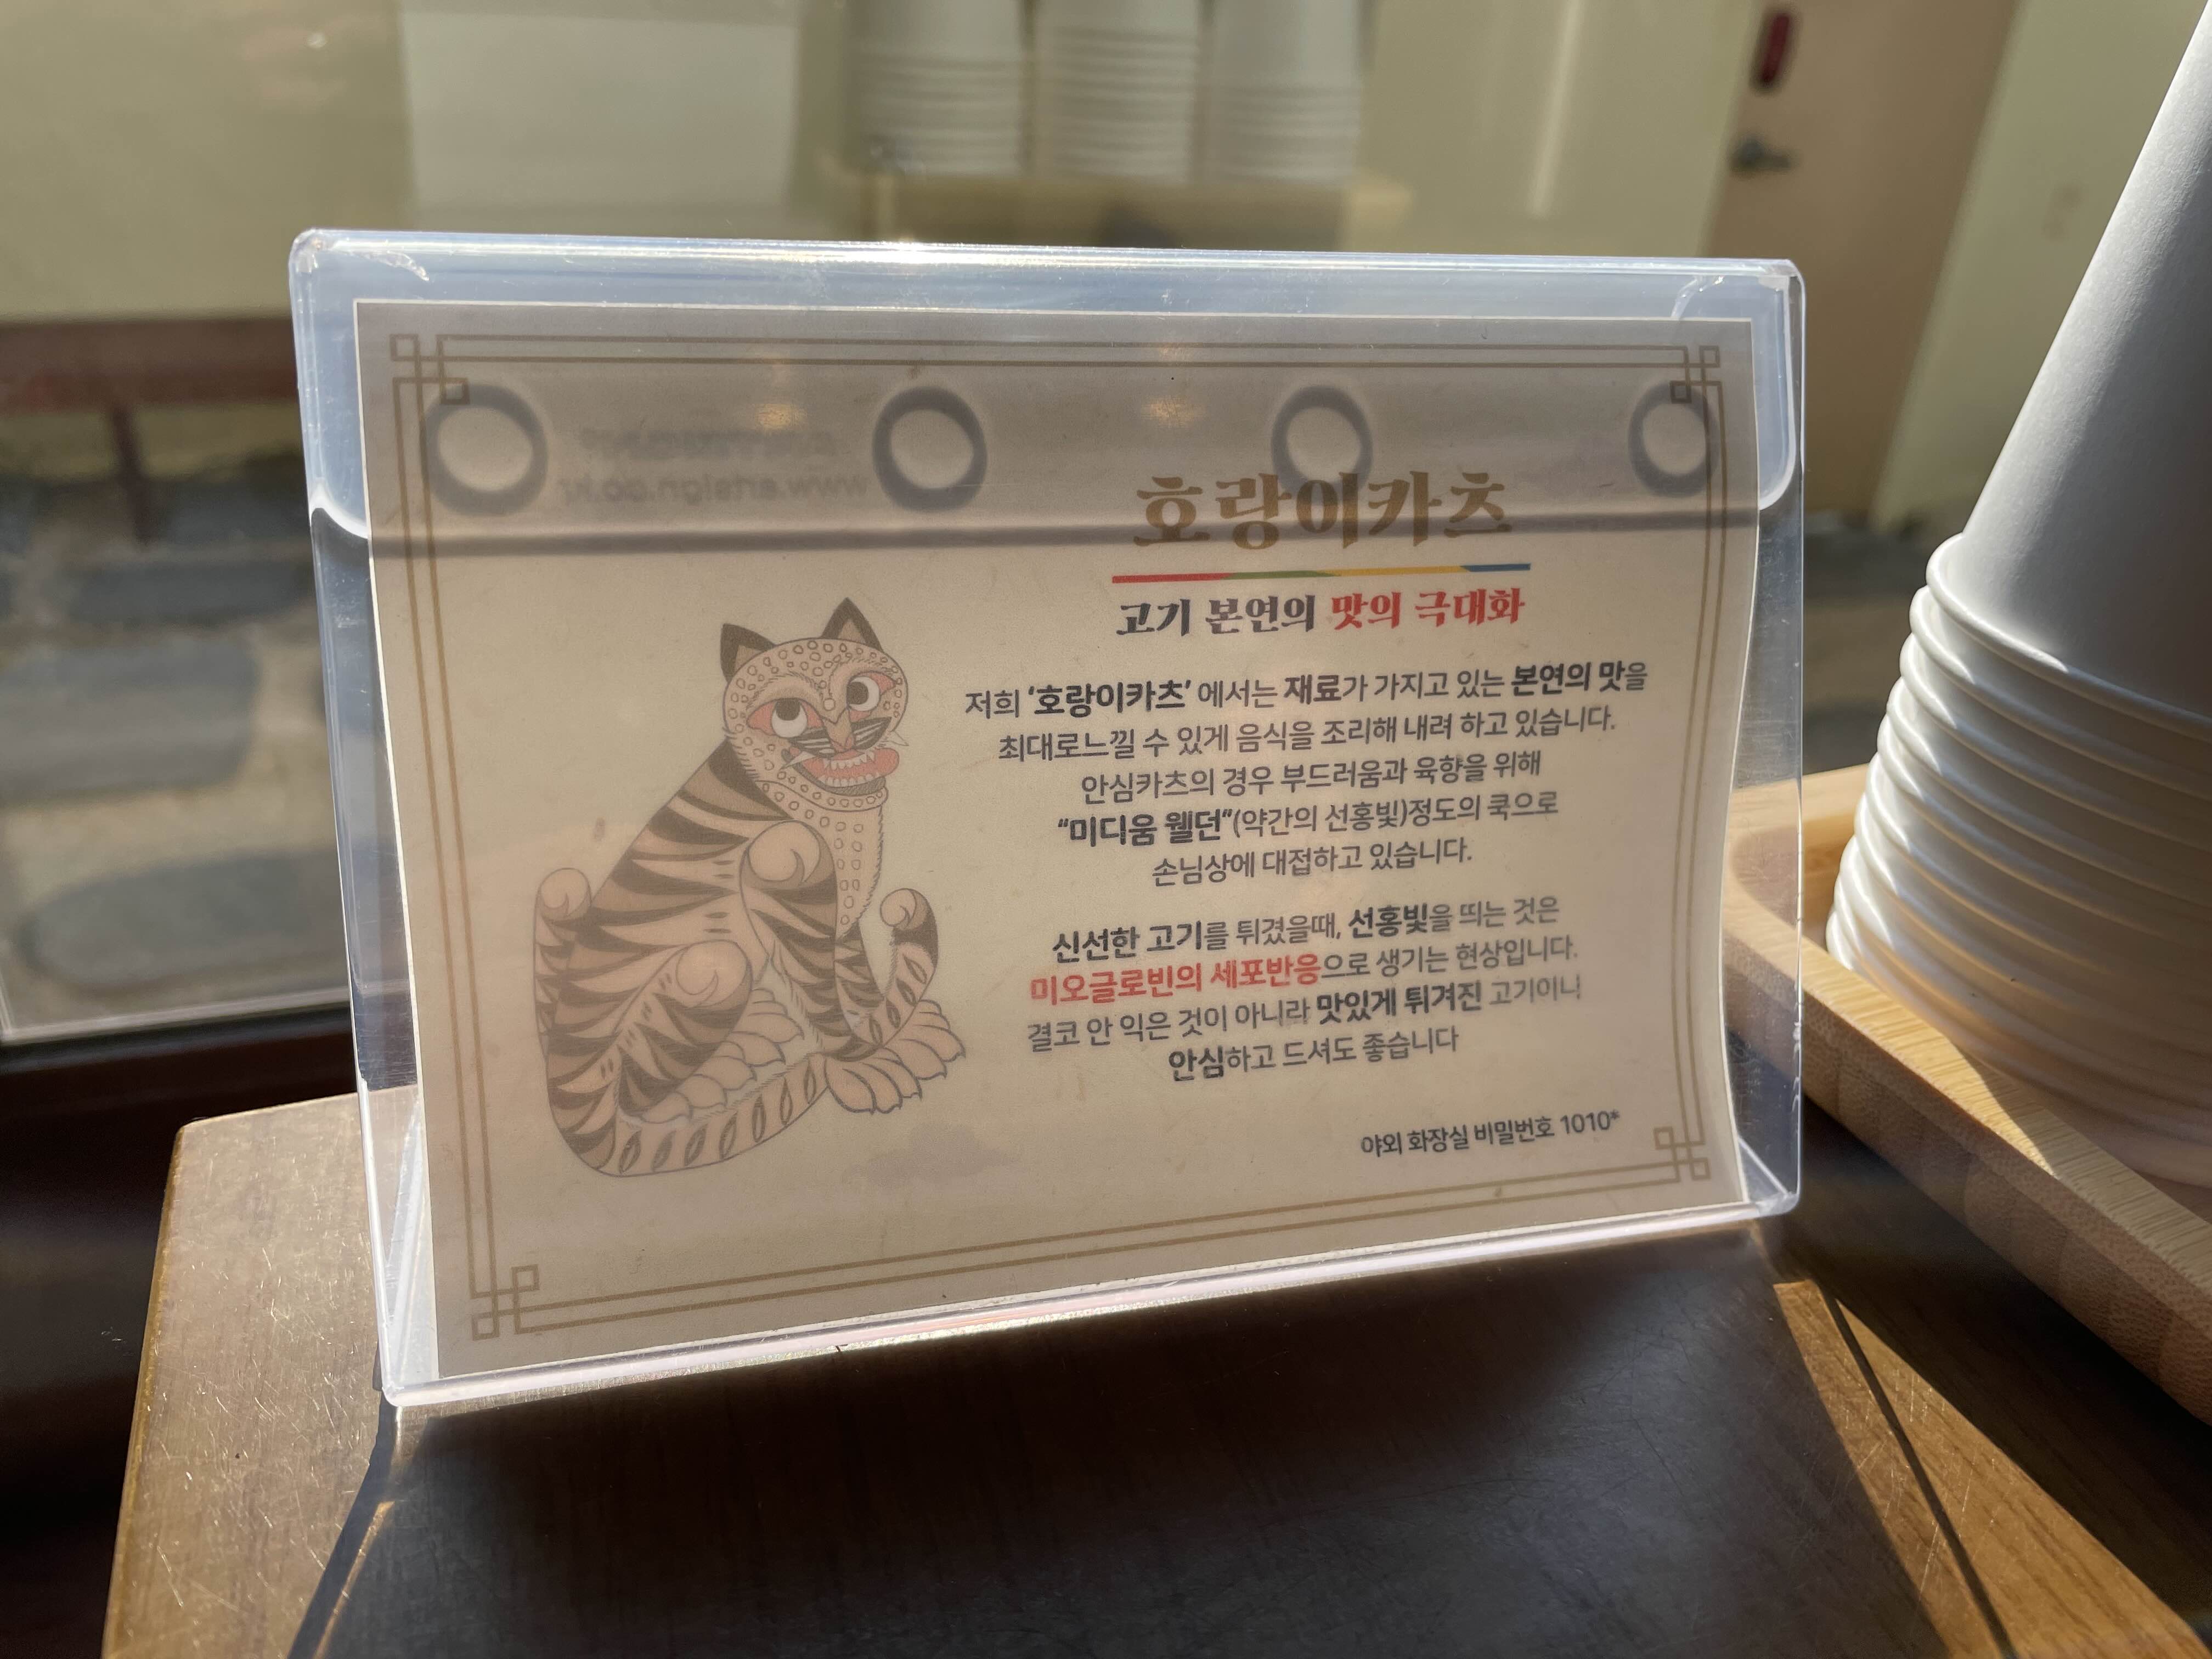 호랑이카츠
고기 본연의 맛의 극대화
저희 '호랑이카츠' 에서는 재료가 가지고 있는 본연의 맛을
최대로느낄 수 있게 음식을 조리해 내려 하고 있습니다.
안심카츠의 경우 부드러움과 육향을 위해
"미디움 웰던"(약간의 선홍빛)정도의 쿡으로
손님상에 대접하고 있습니다.
신선한 고기를 튀겼을때, 선홍빛을 띄는 것은
미오글로빈의 세포반응으로 생기는 현상입니다.
결코 안 익은 것이 아니라 맛있게 튀겨진 고기이니
안심하고 드셔도 좋습니다
야외 화장실 비밀번호 1010*
www.artsign.co.kr